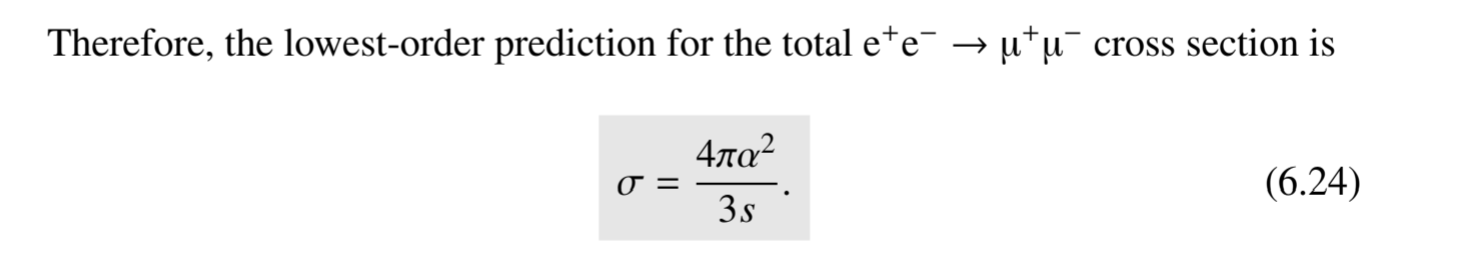 Therefore, the lowest-order prediction for the total e⁺e⁻ → μ⁺μ⁻ cross section is
σ = 4πα² / 3s . (6.24)